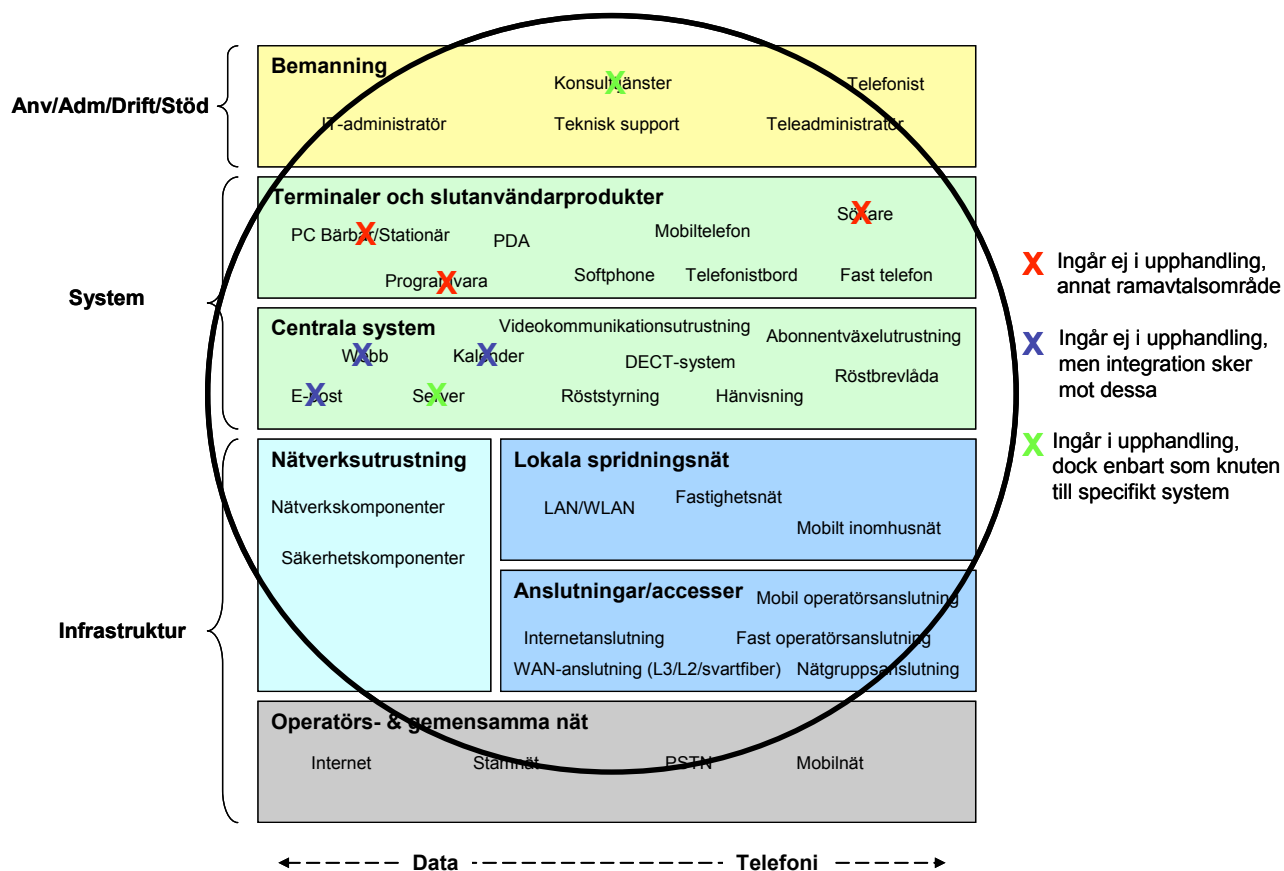 Bemanning
Konsulttjänster
Telefonist
Anv/Adm/Drift/Stöd
IT-administratör
Teknisk support
Teleadministratör
Terminaler och slutanvändarprodukter
Sökare
PC Bärbar/Stationär
PDA
Mobiltelefon
Programvara
Softphone
Telefonistbord
Fast telefon
System
Centrala system
Videokommunikationsutrustning
Abonnentväxelutrustning
Webb
Kalender
DECT-system
Röstbrevlåda
E-post
Server
Röststyrning
Hänvisning
X Ingår ej i upphandling,
annat ramavtalsområde
X Ingår ej i upphandling,
men integration sker
mot dessa
X Ingår i upphandling,
dock enbart som knuten
till specifikt system
Nätverksutrustning
Nätverkskomponenter
Säkerhetskomponenter
Lokala spridningsnät
LAN/WLAN
Fastighetsnät
Mobilt inomhusnät
Infrastruktur
Anslutningar/accesser
Mobil operatörsanslutning
Internetanslutning
Fast operatörsanslutning
WAN-anslutning (L3/L2/svartfiber)
Nätgruppsanslutning
Operatörs- & gemensamma nät
Internet
Stamnät
PSTN
Mobilnät
Data
Telefoni